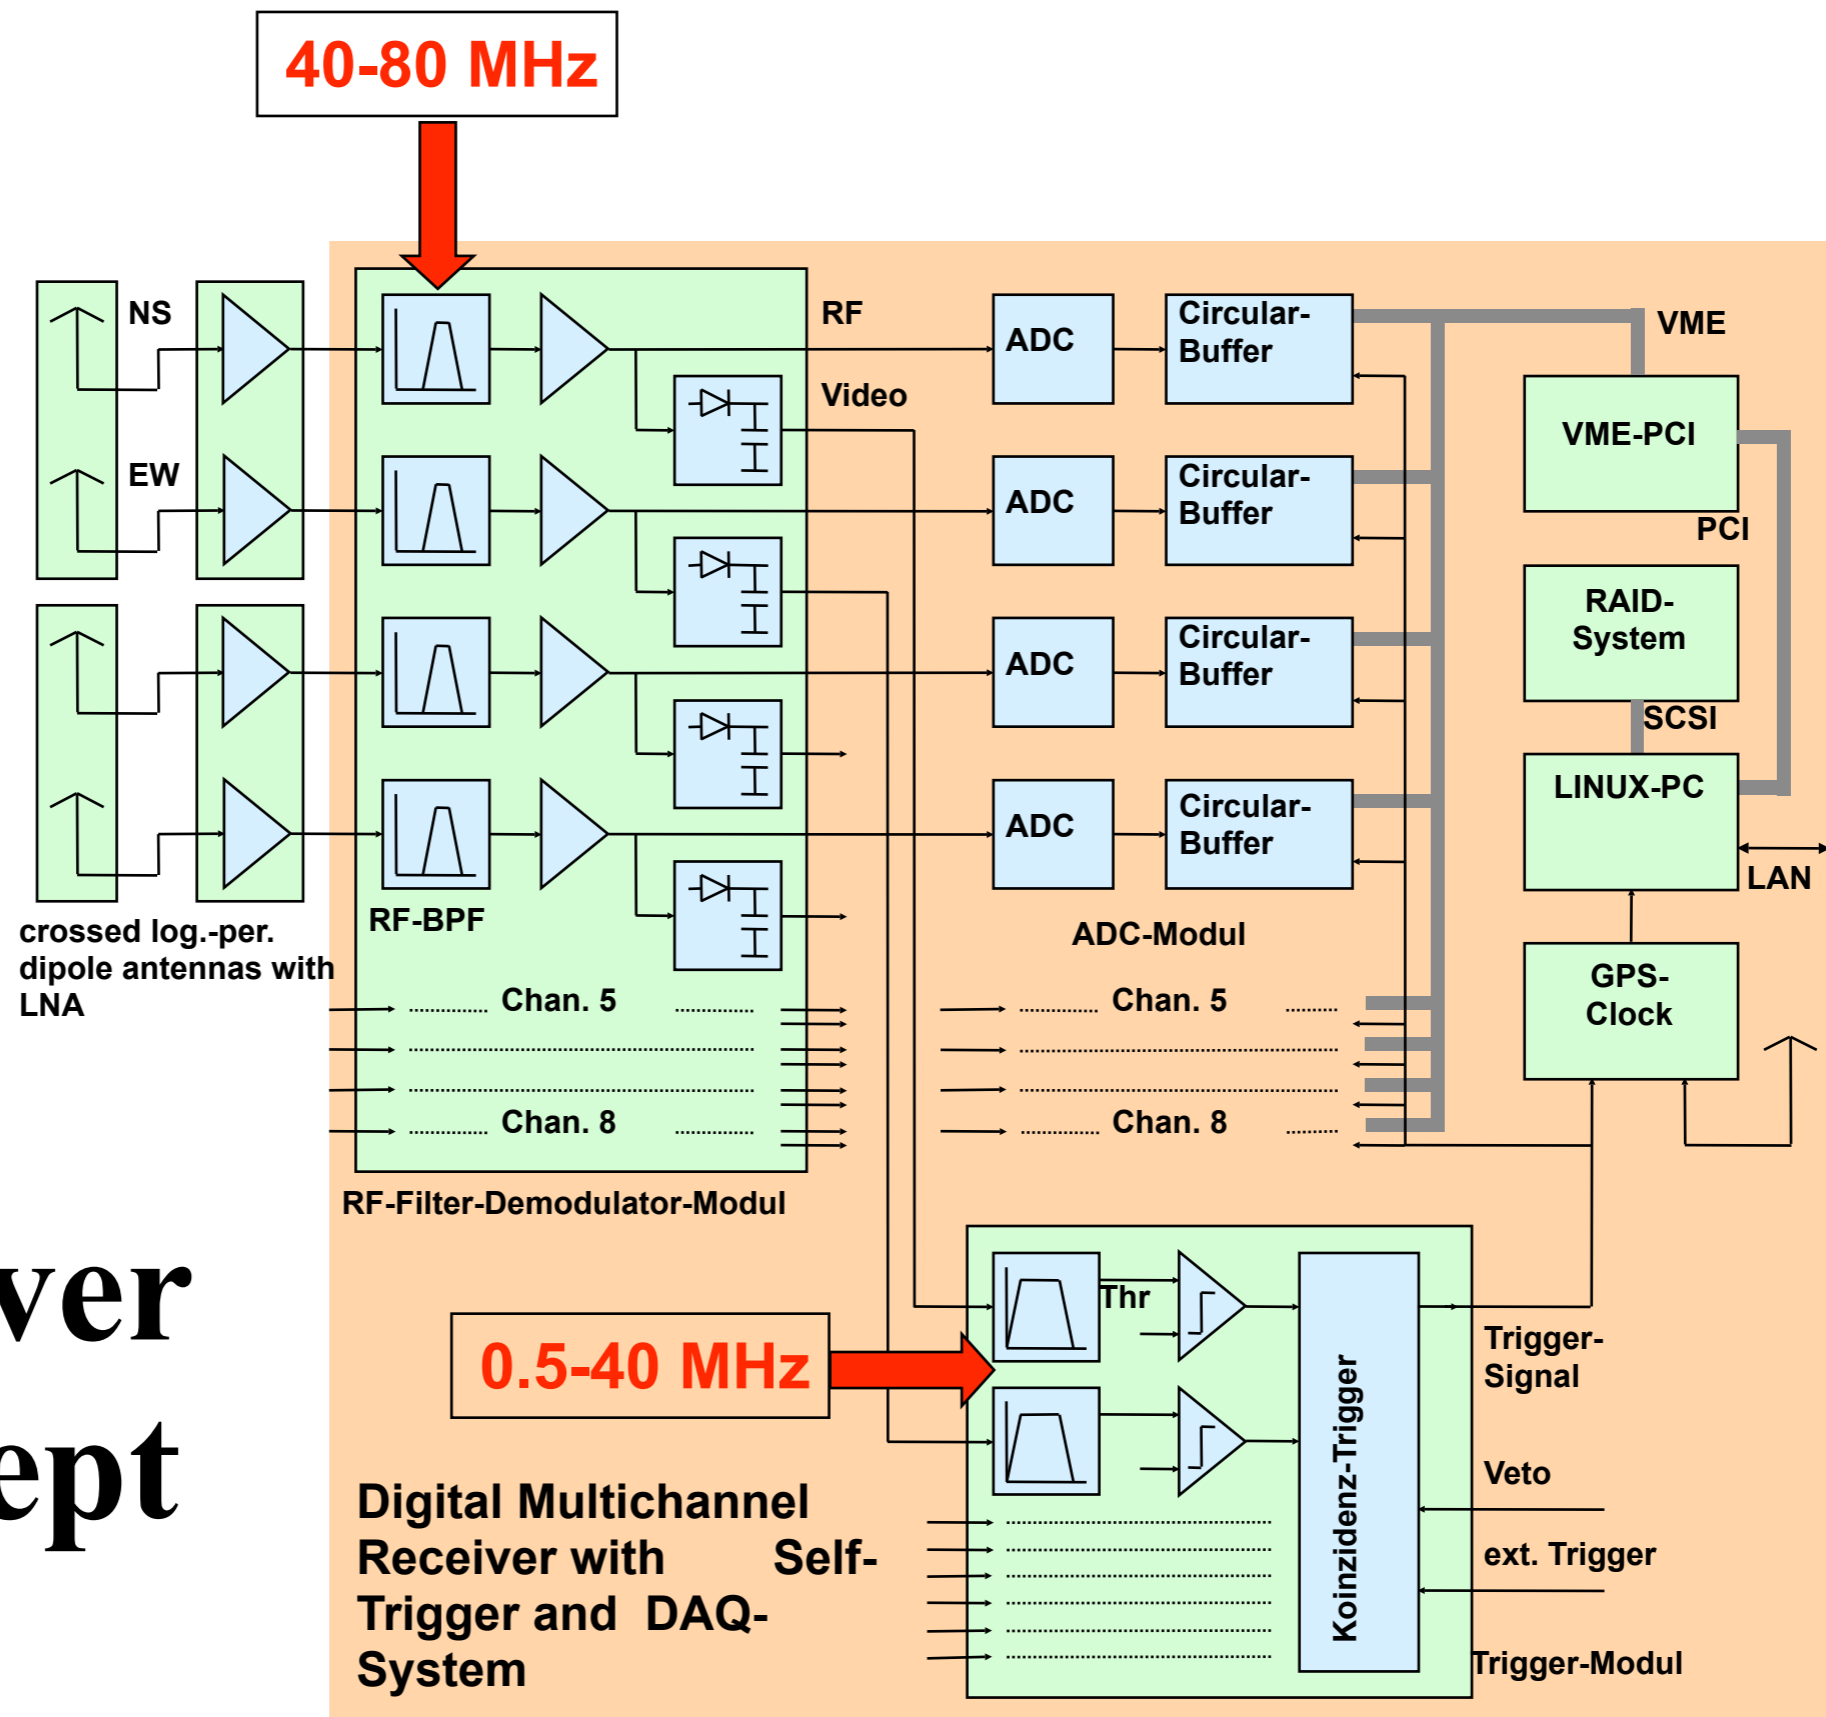 40-80 MHz
NS
RF
ADC
Circular-
Buffer
VME
Video
VME-PCI
EW
ADC
Circular-
Buffer
PCI
RAID-
System
ADC
Circular-
Buffer
SCSI
LINUX-PC
ADC
Circular-
Buffer
LAN
RF-BPF
ADC-Modul
crossed log.-per.
dipole antennas with
LNA
GPS-
Clock
Chan. 5
Chan. 5
Chan. 8
Chan. 8
RF-Filter-Demodulator-Modul
Thr
0.5-40 MHz
Koinzidenz-Trigger
Trigger-
Signal
Veto
ext. Trigger
Trigger-Modul
ver
ept
Digital Multichannel
Receiver with Self-
Trigger and DAQ-
System